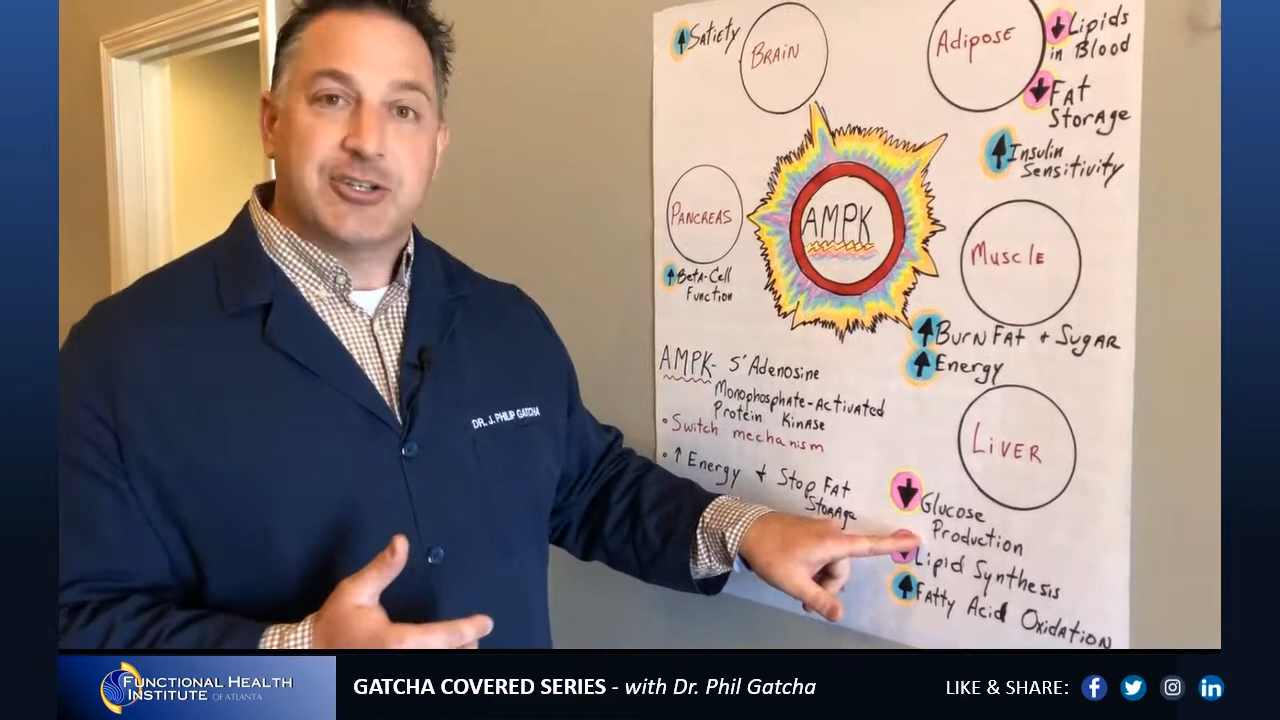 ↑ Satiety
BRAIN
Adipose
↓ Lipids
in Blood
↓ FAT
Storage
↑ Insulin
Sensitivity
PANCREAS
↑ Beta-Cell
Function
AMPK
Muscle
↑ Burn Fat + Sugar
↑ Energy
AMPK - 5' Adenosine
Monophosphate-Activated
Protein Kinase
• Switch mechanism
• ↑ Energy + Stop Fat
Storage
LIVER
↓ Glucose
Production
↓ Lipid Synthesis
↑ Fatty Acid Oxidation
DR. J. PHILIP GATCHA
FUNCTIONAL HEALTH
INSTITUTE OF ATLANTA
GATCHA COVERED SERIES - with Dr. Phil Gatcha
LIKE & SHARE: